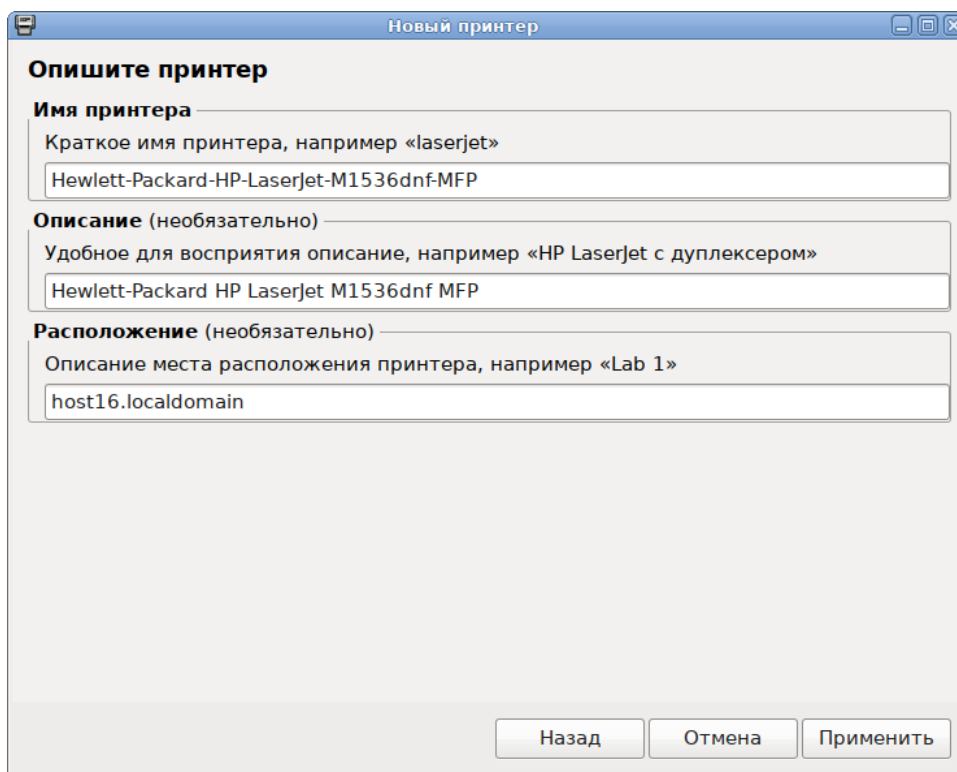 Новый принтер
Опишите принтер
Имя принтера
Краткое имя принтера, например «laserjet»
Hewlett-Packard-HP-LaserJet-M1536dnf-MFP
Описание (необязательно)
Удобное для восприятия описание, например «HP LaserJet с дуплексером»
Hewlett-Packard HP LaserJet M1536dnf MFP
Расположение (необязательно)
Описание места расположения принтера, например «Lab 1»
host16.localdomain
Назад Отмена Применить